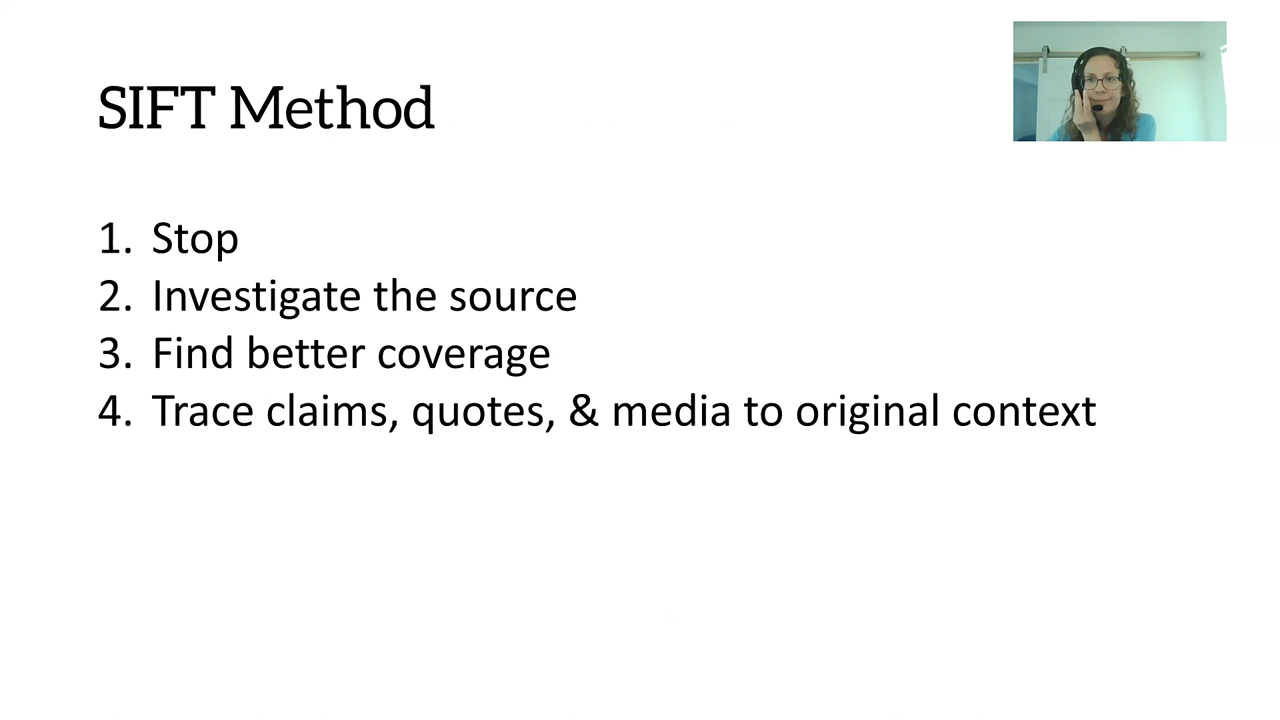 SIFT Method
1. Stop
2. Investigate the source
3. Find better coverage
4. Trace claims, quotes, & media to original context